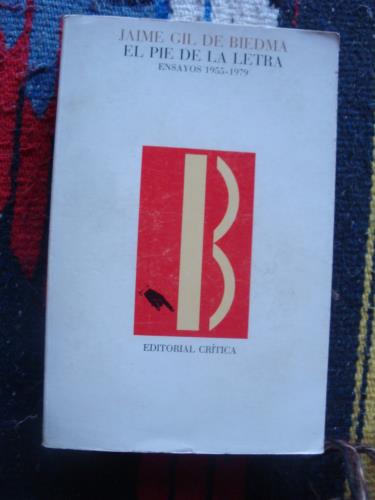 JAIME GIL DE BIEDMA
EL PIE DE LA LETRA
ENSAYOS 1955-1979
B
EDITORIAL CRÍTICA